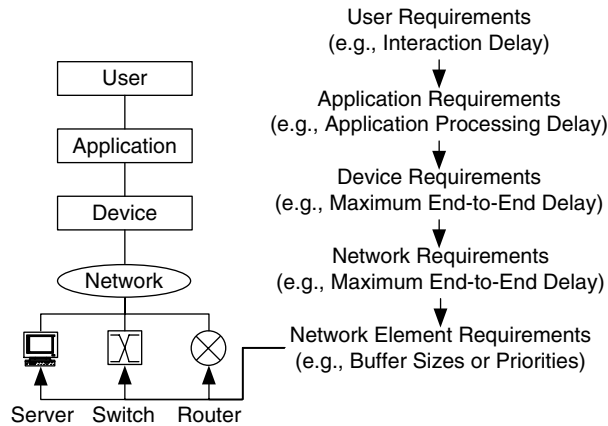 User
Application
Device
Network
Server
Switch
Router
User Requirements
(e.g., Interaction Delay)
Application Requirements
(e.g., Application Processing Delay)
Device Requirements
(e.g., Maximum End-to-End Delay)
Network Requirements
(e.g., Maximum End-to-End Delay)
Network Element Requirements
(e.g., Buffer Sizes or Priorities)